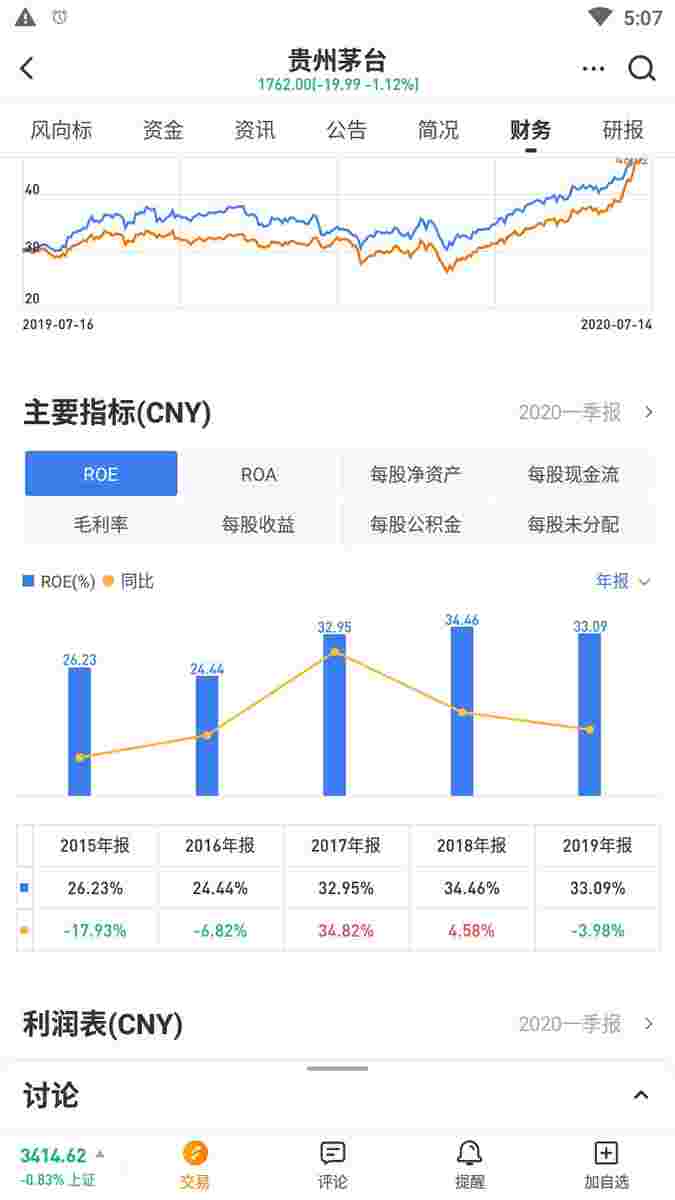 5:07
贵州茅台
1762.00(-19.99 -1.12%)
风向标 资金 资讯 公告 简况 财务 研报
40
30
20
2019-07-16 2020-07-14
主要指标(CNY) 2020一季报
ROE ROA 每股净资产 每股现金流
毛利率 每股收益 每股公积金 每股未分配
ROE(%) 同比 年报
26.23 24.44 32.95 34.46 33.09
2015年报 2016年报 2017年报 2018年报 2019年报
26.23% 24.44% 32.95% 34.46% 33.09%
-17.93% -6.82% 34.82% 4.58% -3.98%
利润表(CNY) 2020一季报
讨论
3414.62
-0.83% 上证
交易 评论 提醒 加自选